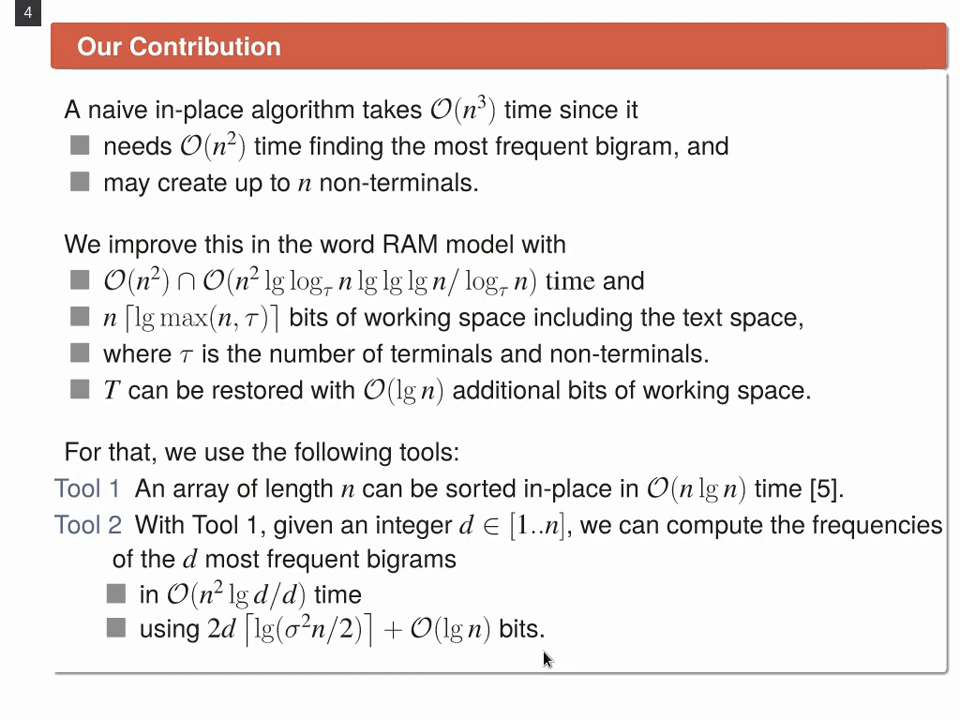 4
Our Contribution
A naive in-place algorithm takes 𝒪(n³) time since it
needs 𝒪(n²) time finding the most frequent bigram, and
may create up to n non-terminals.
We improve this in the word RAM model with
𝒪(n²) ∩ 𝒪(n² lg log_τ n lg lg lg n/ log_τ n) time and
n ⌈lg max(n, τ)⌉ bits of working space including the text space,
where τ is the number of terminals and non-terminals.
T can be restored with 𝒪(lg n) additional bits of working space.
For that, we use the following tools:
Tool 1 An array of length n can be sorted in-place in 𝒪(n lg n) time [5].
Tool 2 With Tool 1, given an integer d ∈ [1..n], we can compute the frequencies
of the d most frequent bigrams
in 𝒪(n² lg d/d) time
using 2d ⌈lg(σ²n/2)⌉ + 𝒪(lg n) bits.